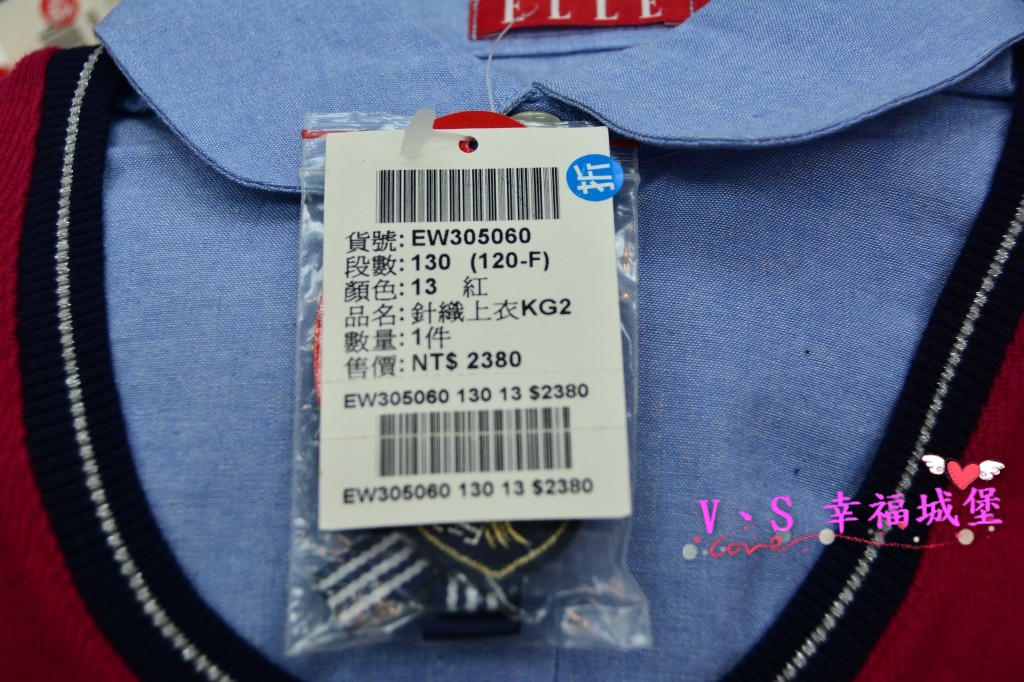 ELLE
折
貨號: EW305060
段數: 130 (120-F)
顏色: 13 紅
品名: 針織上衣KG2
數量: 1件
售價: NT$ 2380
EW305060 130 13 $2380
EW305060 130 13 $2380
V、S 幸福城堡
Love